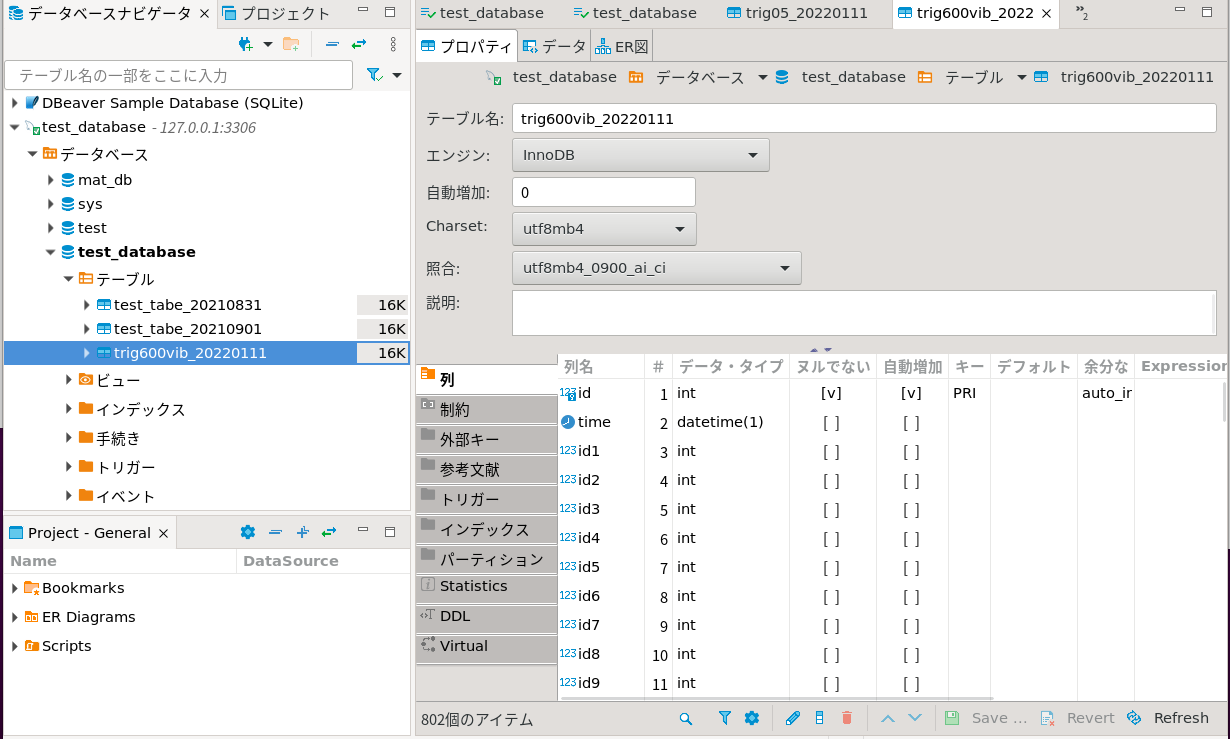 データベースナビゲータ
プロジェクト
テーブル名の一部をここに入力
DBeaver Sample Database (SQLite)
test_database - 127.0.0.1:3306
データベース
mat_db
sys
test
test_database
テーブル
test_tabe_20210831 16K
test_tabe_20210901 16K
trig600vib_20220111 16K
ビュー
インデックス
手続き
トリガー
イベント
Project - General
Name DataSource
Bookmarks
ER Diagrams
Scripts
test_database test_database trig05_20220111 trig600vib_2022 »2
プロパティ データ ER図
test_database データベース test_database テーブル trig600vib_20220111
テーブル名: trig600vib_20220111
エンジン: InnoDB
自動増加: 0
Charset: utf8mb4
照合: utf8mb4_0900_ai_ci
説明:
列
制約
外部キー
参考文献
トリガー
インデックス
パーティション
Statistics
DDL
Virtual
列名 # データ・タイプ ヌルでない 自動増加 キー デフォルト 余分な Expression
123 id 1 int [v] [v] PRI auto_ir
time 2 datetime(1) [ ] [ ]
123 id1 3 int [ ] [ ]
123 id2 4 int [ ] [ ]
123 id3 5 int [ ] [ ]
123 id4 6 int [ ] [ ]
123 id5 7 int [ ] [ ]
123 id6 8 int [ ] [ ]
123 id7 9 int [ ] [ ]
123 id8 10 int [ ] [ ]
123 id9 11 int [ ] [ ]
802個のアイテム Save ... Revert Refresh